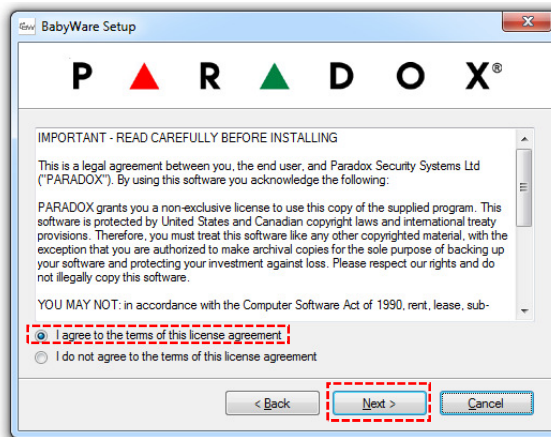 BabyWare Setup
PARADOX®
IMPORTANT - READ CAREFULLY BEFORE INSTALLING
This is a legal agreement between you, the end user, and Paradox Security Systems Ltd
("PARADOX"). By using this software you acknowledge the following:
PARADOX grants you a non-exclusive license to use this copy of the supplied program. This
software is protected by United States and Canadian copyright laws and international treaty
provisions. Therefore, you must treat this software like any other copyrighted material, with the
exception that you are authorized to make archival copies for the sole purpose of backing up
your software and protecting your investment against loss. Please respect our rights and do
not illegally copy this software.
YOU MAY NOT: in accordance with the Computer Software Act of 1990, rent, lease, sub-
I agree to the terms of this license agreement
I do not agree to the terms of this license agreement
< Back
Next >
Cancel